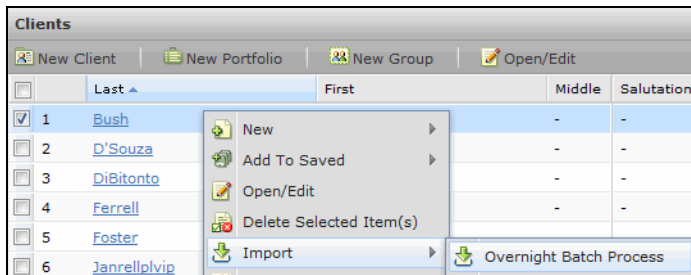 Clients
New Client New Portfolio New Group Open/Edit
Last First Middle Salutation
1 Bush - -
New
2 D'Souza - -
Add To Saved
3 DiBitonto - -
Open/Edit
4 Ferrell - -
Delete Selected Item(s)
5 Foster - -
Import Overnight Batch Process
6 Janrellplvip